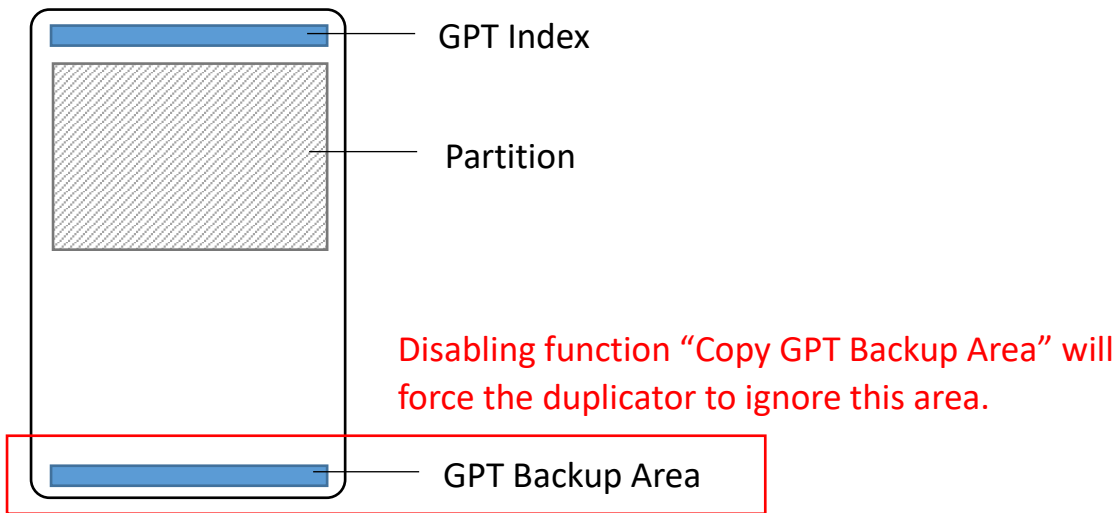 GPT Index
Partition
Disabling function “Copy GPT Backup Area” will
force the duplicator to ignore this area.
GPT Backup Area